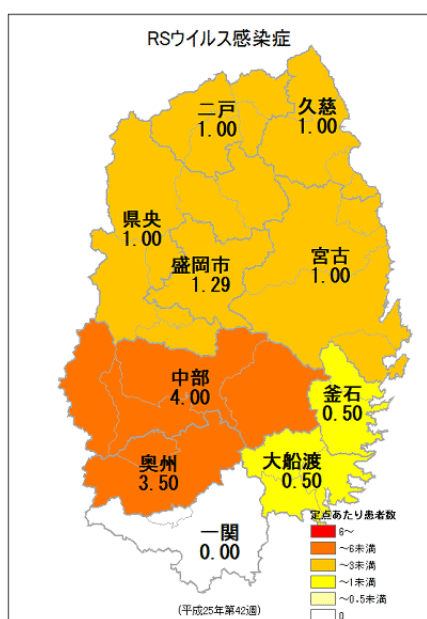 RSウイルス感染症
二戸
1.00
久慈
1.00
県央
1.00
盛岡市
1.29
宮古
1.00
中部
4.00
釜石
0.50
奥州
3.50
大船渡
0.50
一関
0.00
定点あたり患者数
6～
～6未満
～3未満
～1未満
～0.5未満
0
(平成25年第42週)